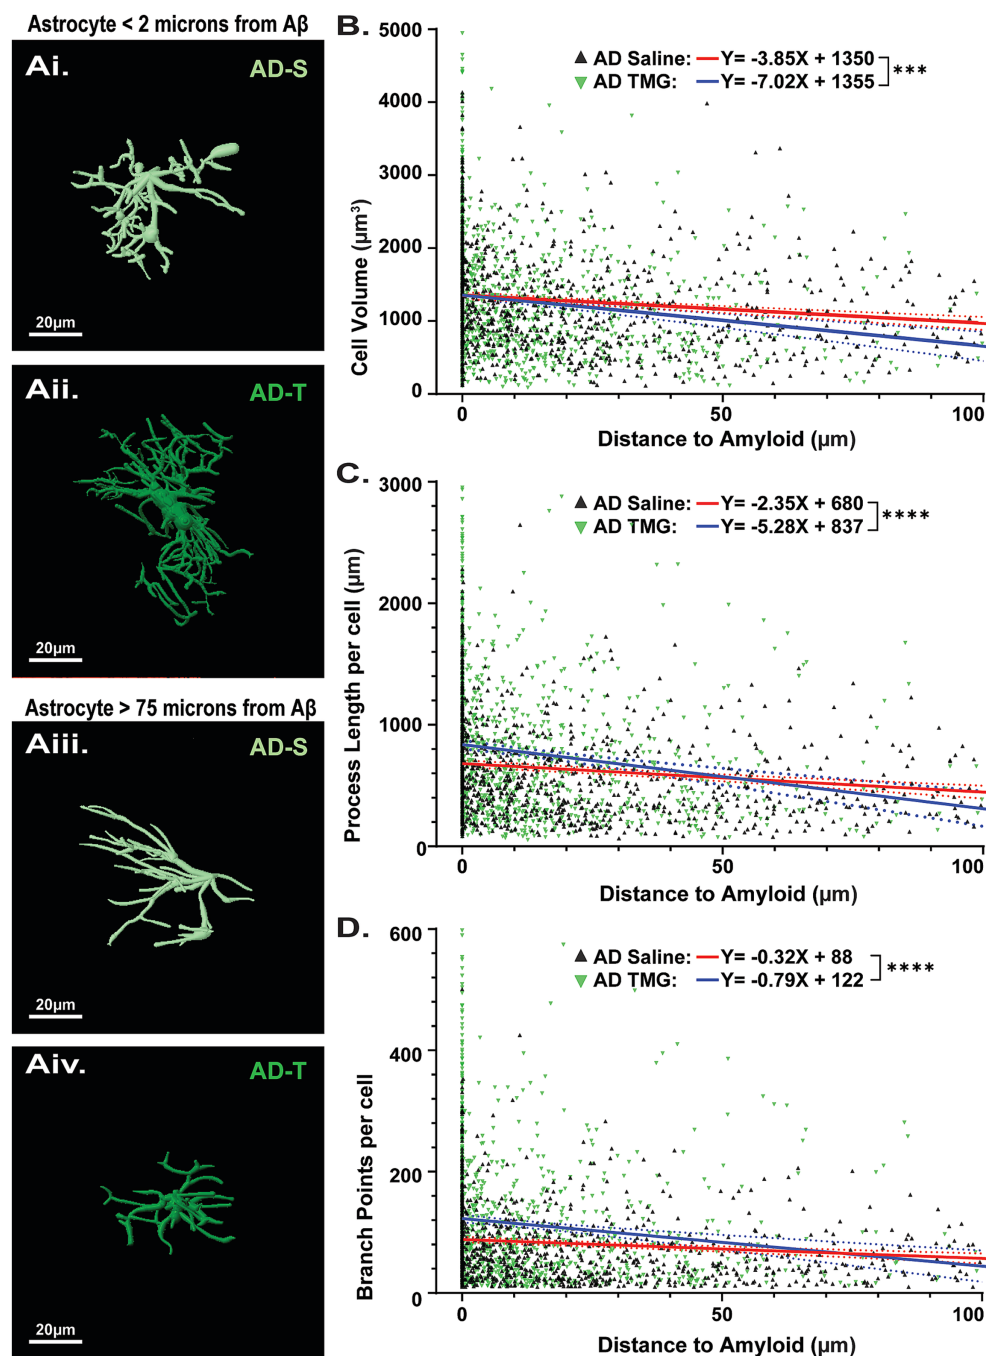 Astrocyte < 2 microns from Aβ
Ai.
AD-S
20µm
Aii.
AD-T
20µm
Astrocyte > 75 microns from Aβ
Aiii.
AD-S
20µm
Aiv.
AD-T
20µm
B.
5000
4000
3000
2000
1000
0
Cell Volume (µm³)
▲ AD Saline: Y= -3.85X + 1350
▼ AD TMG: Y= -7.02X + 1355
***
0 50 100
Distance to Amyloid (µm)
C.
3000
2000
1000
0
Process Length per cell (µm)
▲ AD Saline: Y= -2.35X + 680
▼ AD TMG: Y= -5.28X + 837
****
0 50 100
Distance to Amyloid (µm)
D.
600
400
200
0
Branch Points per cell
▲ AD Saline: Y= -0.32X + 88
▼ AD TMG: Y= -0.79X + 122
****
0 50 100
Distance to Amyloid (µm)